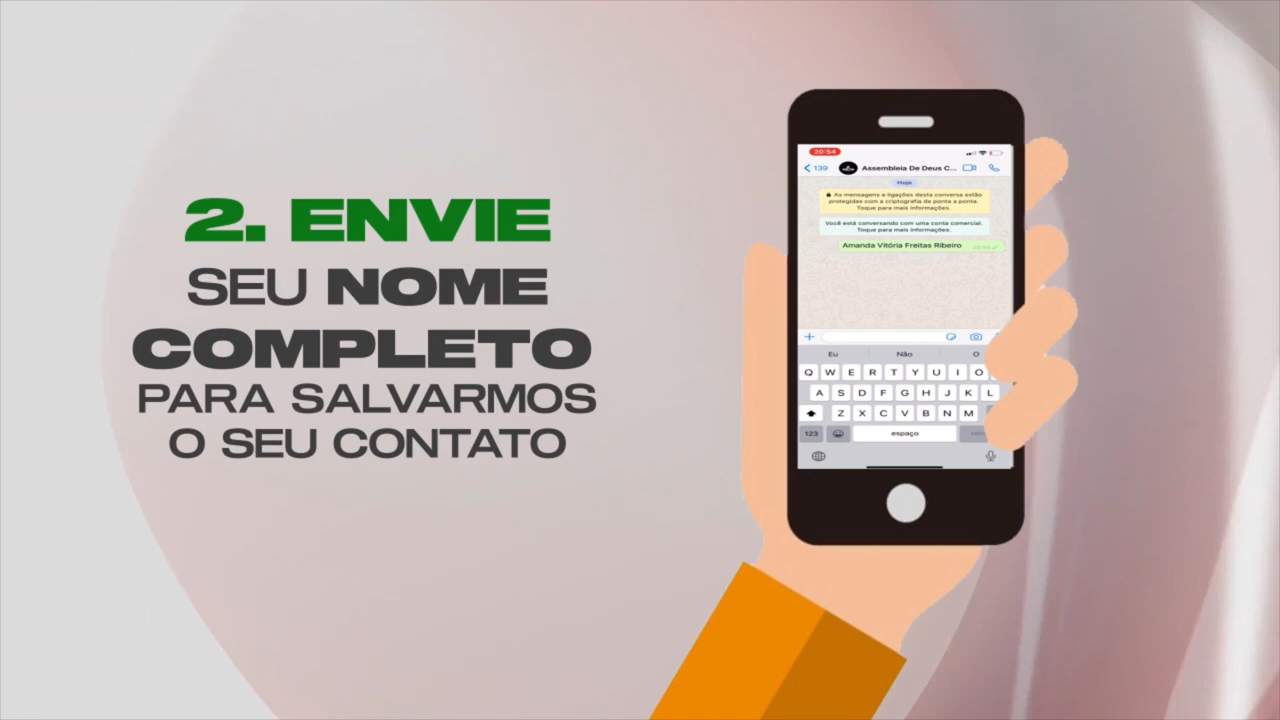 2. ENVIE
SEU NOME
COMPLETO
PARA SALVARMOS
O SEU CONTATO
20:54
139
Assembleia De Deus C...
Hoje
As mensagens e ligações desta conversa estão
protegidas com a criptografia de ponta a ponta.
Toque para mais informações.
Você está conversando com uma conta comercial.
Toque para mais informações.
Amanda Vitória Freitas Ribeiro
Eu Não O
Q W E R T Y U I O
A S D F G H J K L
Z X C V B N M
123 espaço